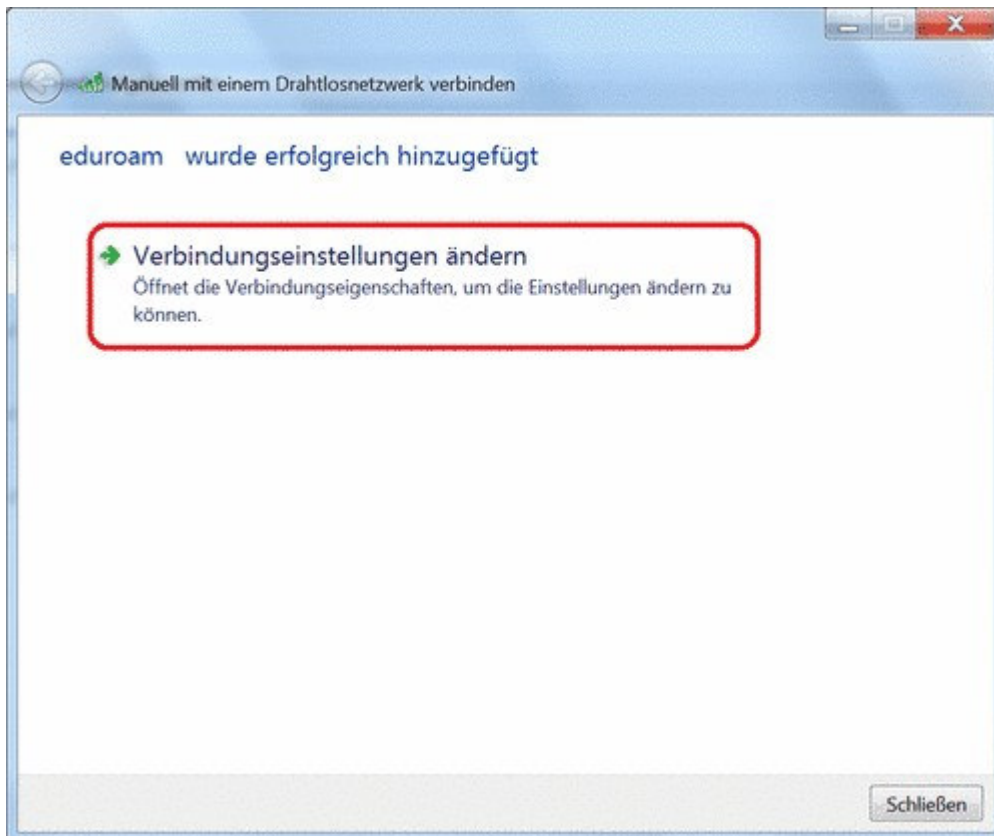 Manuell mit einem Drahtlosnetzwerk verbinden
eduroam wurde erfolgreich hinzugefügt
Verbindungseinstellungen ändern
Öffnet die Verbindungseigenschaften, um die Einstellungen ändern zu
können.
Schließen